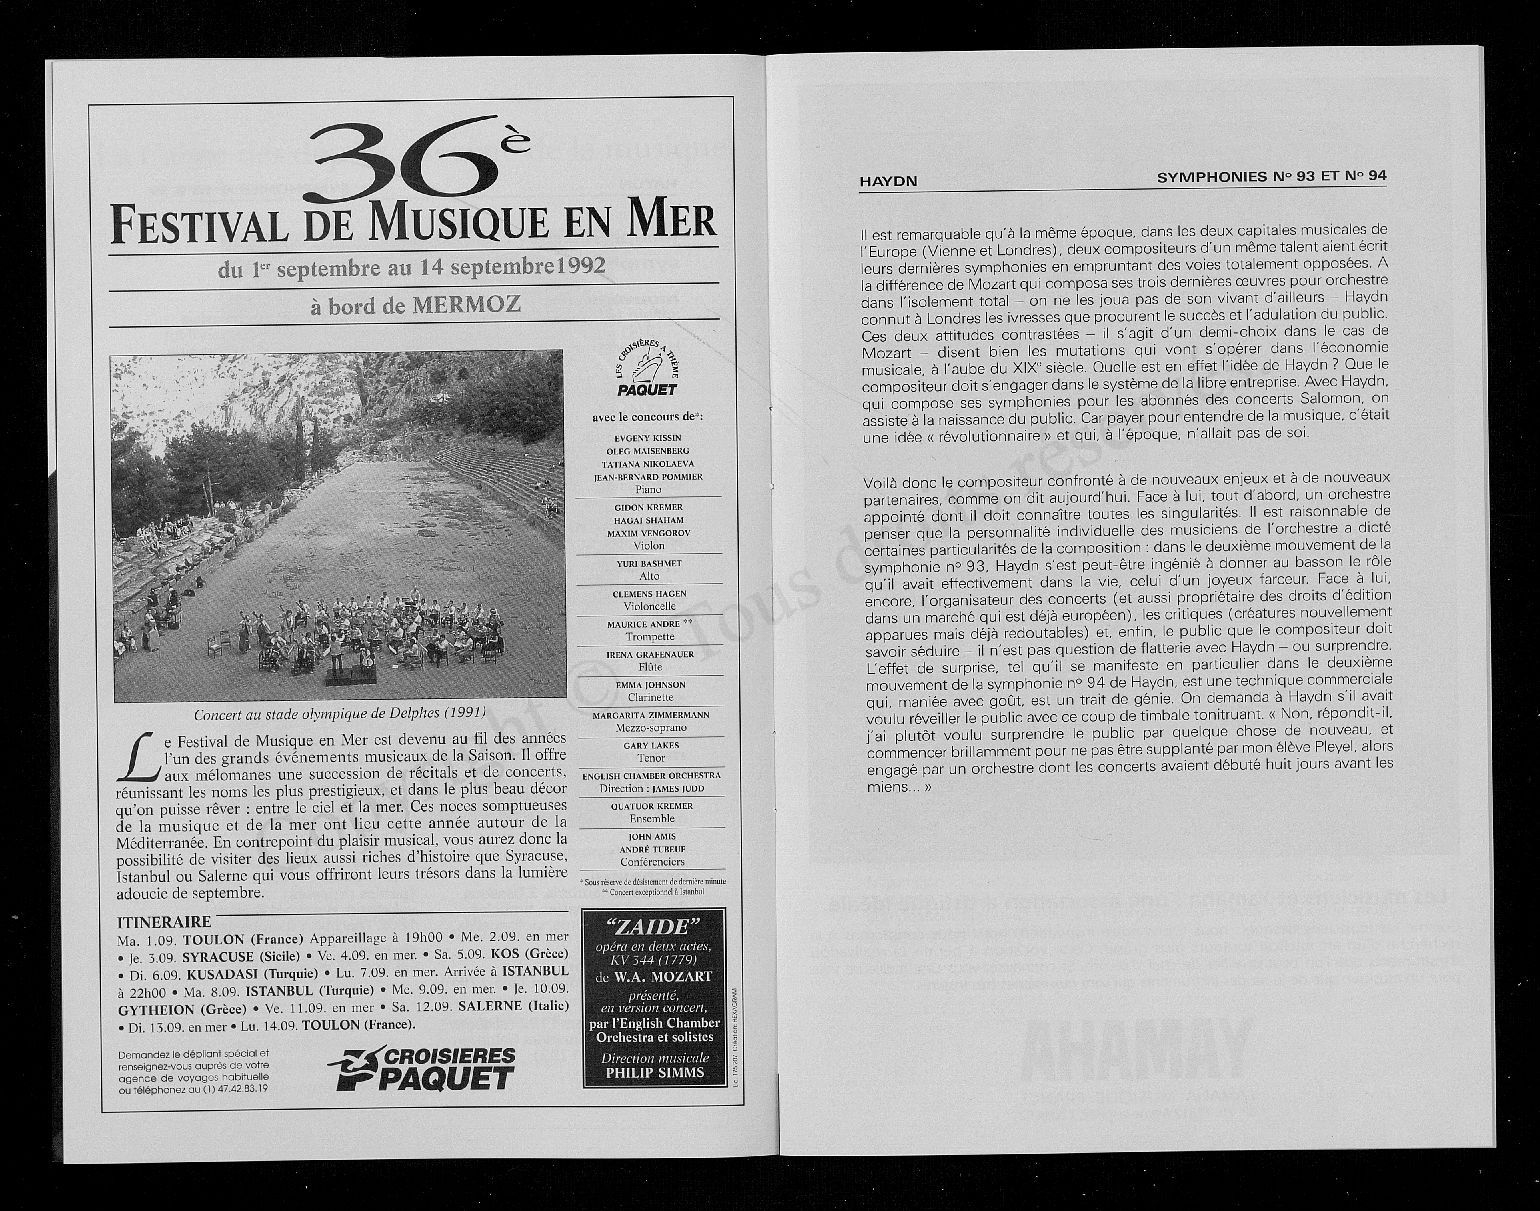 36è
FESTIVAL DE MUSIQUE EN MER
du 1er septembre au 14 septembre1992
à bord de MERMOZ
Concert au stade olympique de Delphes (1991)
Le Festival de Musique en Mer est devenu au fil des années
l'un des grands événements musicaux de la Saison. Il offre
aux mélomanes une succession de récitals et de concerts,
réunissant les noms les plus prestigieux, et dans le plus beau décor
qu'on puisse rêver : entre le ciel et la mer. Ces noces somptueuses
de la musique et de la mer ont lieu cette année autour de la
Méditerranée. En contrepoint du plaisir musical, vous aurez donc la
possibilité de visiter des lieux aussi riches d'histoire que Syracuse,
Istanbul ou Salerne qui vous offriront leurs trésors dans la lumière
adoucie de septembre.
LES CROISIÈRES A THÈME
PAQUET
avec le concours de*:
EVGENY KISSIN
OLEG MAISENBERG
TATIANA NIKOLAEVA
JEAN-BERNARD POMMIER
Piano
GIDON KREMER
HAGAI SHAHAM
MAXIM VENGOROV
Violon
YURI BASHMET
Alto
CLEMENS HAGEN
Violoncelle
MAURICE ANDRE **
Trompette
IRENA GRAFENAUER
Flûte
EMMA JOHNSON
Clarinette
MARGARITA ZIMMERMANN
Mezzo-soprano
GARY LAKES
Tenor
ENGLISH CHAMBER ORCHESTRA
Direction : JAMES JUDD
QUATUOR KREMER
Ensemble
JOHN AMIS
ANDRÉ TUBEUF
Conférenciers
* Sous réserve de désistement de dernière minute
** Concert exceptionnel à Istanbul
ITINERAIRE
Ma. 1.09. TOULON (France) Appareillage à 19h00 • Me. 2.09. en mer
• Je. 3.09. SYRACUSE (Sicile) • Ve. 4.09. en mer. • Sa. 5.09. KOS (Grèce)
• Di. 6.09. KUSADASI (Turquie) • Lu. 7.09. en mer. Arrivée à ISTANBUL
à 22h00 • Ma. 8.09. ISTANBUL (Turquie) • Me. 9.09. en mer. • Je. 10.09.
GYTHEION (Grèce) • Ve. 11.09. en mer • Sa. 12.09. SALERNE (Italie)
• Di. 13.09. en mer • Lu. 14.09. TOULON (France).
Demandez le dépliant spécial et
renseignez-vous auprès de votre
agence de voyages habituelle
ou téléphonez au (1) 47.42.83.19
CROISIERES
PAQUET
"ZAIDE"
opéra en deux actes,
KV 344 (1779)
de W.A. MOZART
présenté,
en version concert,
par l'English Chamber
Orchestra et solistes
Direction musicale
PHILIP SIMMS
HAYDN SYMPHONIES No 93 ET No 94
Il est remarquable qu'à la même époque, dans les deux capitales musicales de
l'Europe (Vienne et Londres), deux compositeurs d'un même talent aient écrit
leurs dernières symphonies en empruntant des voies totalement opposées. A
la différence de Mozart qui composa ses trois dernières œuvres pour orchestre
dans l'isolement total – on ne les joua pas de son vivant d'ailleurs – Haydn
connut à Londres les ivresses que procurent le succès et l'adulation du public.
Ces deux attitudes contrastées – il s'agit d'un demi-choix dans le cas de
Mozart – disent bien les mutations qui vont s'opérer dans l'économie
musicale, à l'aube du XIXe siècle. Quelle est en effet l'idée de Haydn ? Que le
compositeur doit s'engager dans le système de la libre entreprise. Avec Haydn,
qui compose ses symphonies pour les abonnés des concerts Salomon, on
assiste à la naissance du public. Car payer pour entendre de la musique, c'était
une idée « révolutionnaire » et qui, à l'époque, n'allait pas de soi.
Voilà donc le compositeur confronté à de nouveaux enjeux et à de nouveaux
partenaires, comme on dit aujourd'hui. Face à lui, tout d'abord, un orchestre
appointé dont il doit connaître toutes les singularités. Il est raisonnable de
penser que la personnalité individuelle des musiciens de l'orchestre a dicté
certaines particularités de la composition : dans le deuxième mouvement de la
symphonie no 93, Haydn s'est peut-être ingénié à donner au basson le rôle
qu'il avait effectivement dans la vie, celui d'un joyeux farceur. Face à lui,
encore, l'organisateur des concerts (et aussi propriétaire des droits d'édition
dans un marché qui est déjà européen), les critiques (créatures nouvellement
apparues mais déjà redoutables) et, enfin, le public que le compositeur doit
savoir séduire – il n'est pas question de flatterie avec Haydn – ou surprendre.
L'effet de surprise, tel qu'il se manifeste en particulier dans le deuxième
mouvement de la symphonie no 94 de Haydn, est une technique commerciale
qui, maniée avec goût, est un trait de génie. On demanda à Haydn s'il avait
voulu réveiller le public avec ce coup de timbale tonitruant. « Non, répondit-il,
j'ai plutôt voulu surprendre le public par quelque chose de nouveau, et
commencer brillamment pour ne pas être supplanté par mon élève Pleyel, alors
engagé par un orchestre dont les concerts avaient débuté huit jours avant les
miens... »